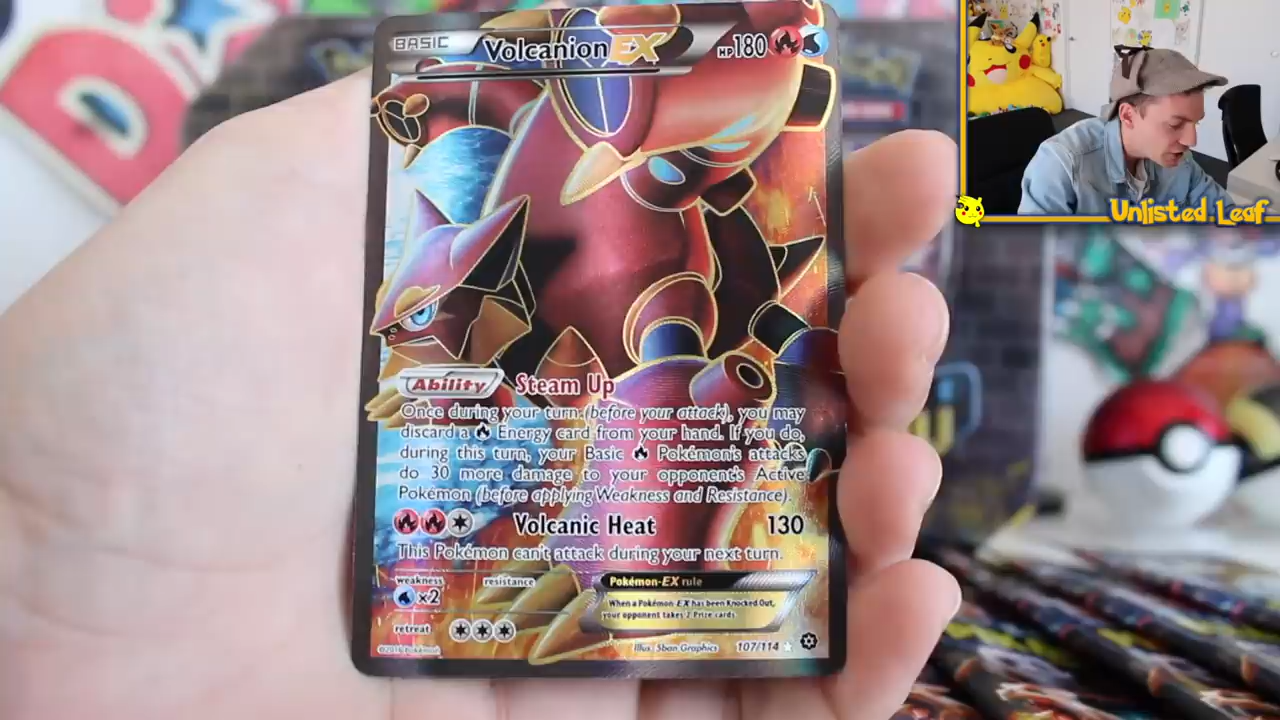 BASIC Volcanion EX HP180
Unlisted Leaf
Ability Steam Up
Once during your turn (before your attack), you may
discard a Energy card from your hand. If you do,
during this turn, your Basic Pokémon's attacks
do 30 more damage to your opponent's Active
Pokémon (before applying Weakness and Resistance).
Volcanic Heat 130
This Pokémon can't attack during your next turn.
weakness resistance
×2
Pokémon-EX rule
When a Pokémon EX has been Knocked Out,
your opponent takes 2 Prize cards.
retreat
©2016 Pokémon Illus. 5ban Graphics 107/114